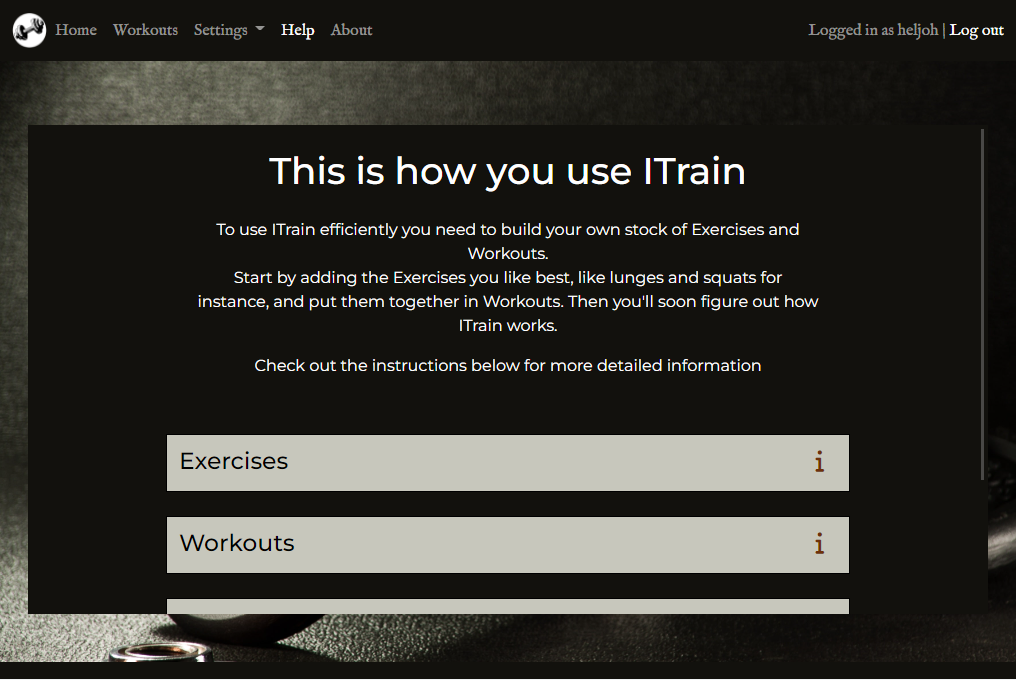 Home Workouts Settings Help About Logged in as heljoh | Log out
This is how you use ITrain
To use ITrain efficiently you need to build your own stock of Exercises and
Workouts.
Start by adding the Exercises you like best, like lunges and squats for
instance, and put them together in Workouts. Then you'll soon figure out how
ITrain works.
Check out the instructions below for more detailed information
Exercises i
Workouts i